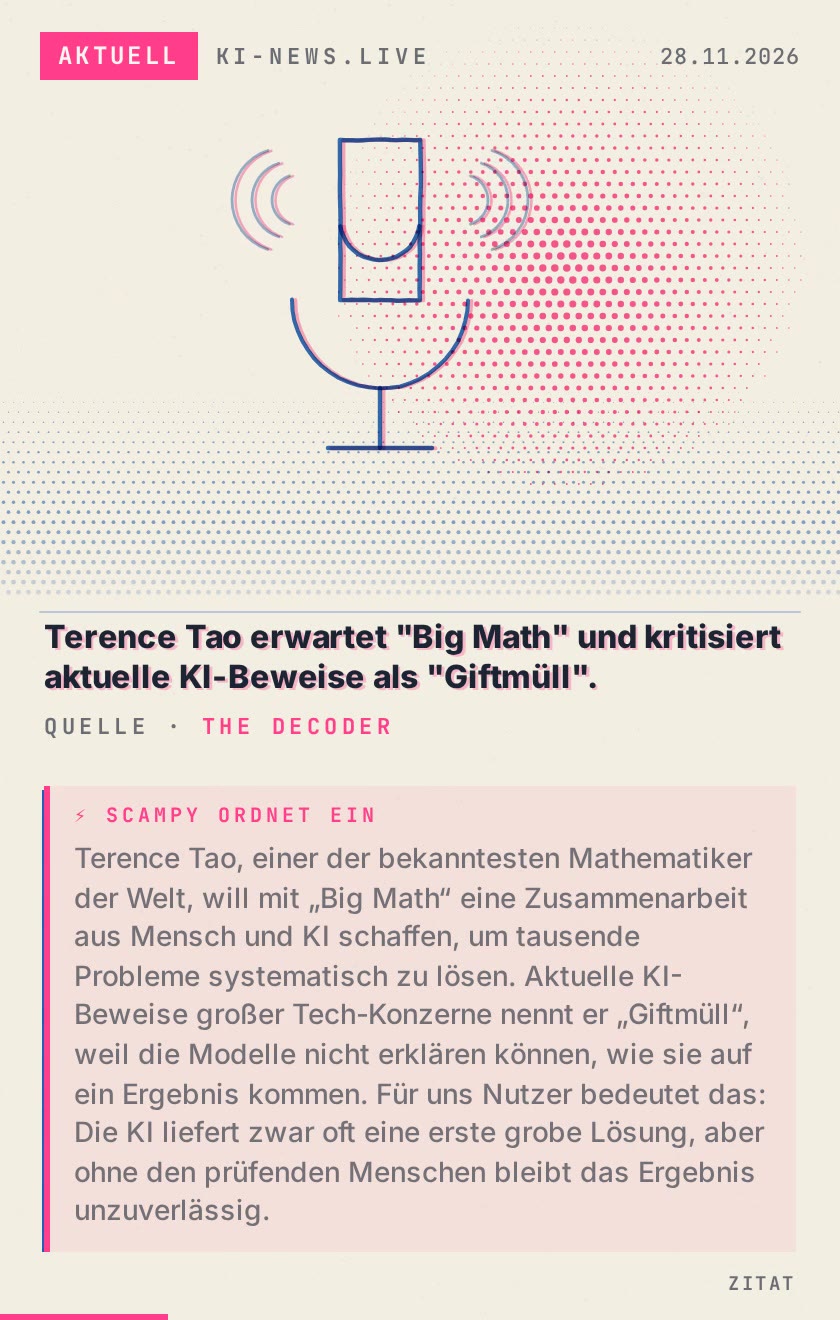 AKTUELL KI-NEWS.LIVE 28.11.2026
Terence Tao erwartet "Big Math" und kritisiert
aktuelle KI-Beweise als "Giftmüll".
QUELLE · THE DECODER
⚡ SCAMPY ORDNET EIN
Terence Tao, einer der bekanntesten Mathematiker
der Welt, will mit „Big Math“ eine Zusammenarbeit
aus Mensch und KI schaffen, um tausende
Probleme systematisch zu lösen. Aktuelle KI-
Beweise großer Tech-Konzerne nennt er „Giftmüll“,
weil die Modelle nicht erklären können, wie sie auf
ein Ergebnis kommen. Für uns Nutzer bedeutet das:
Die KI liefert zwar oft eine erste grobe Lösung, aber
ohne den prüfenden Menschen bleibt das Ergebnis
unzuverlässig.
ZITAT